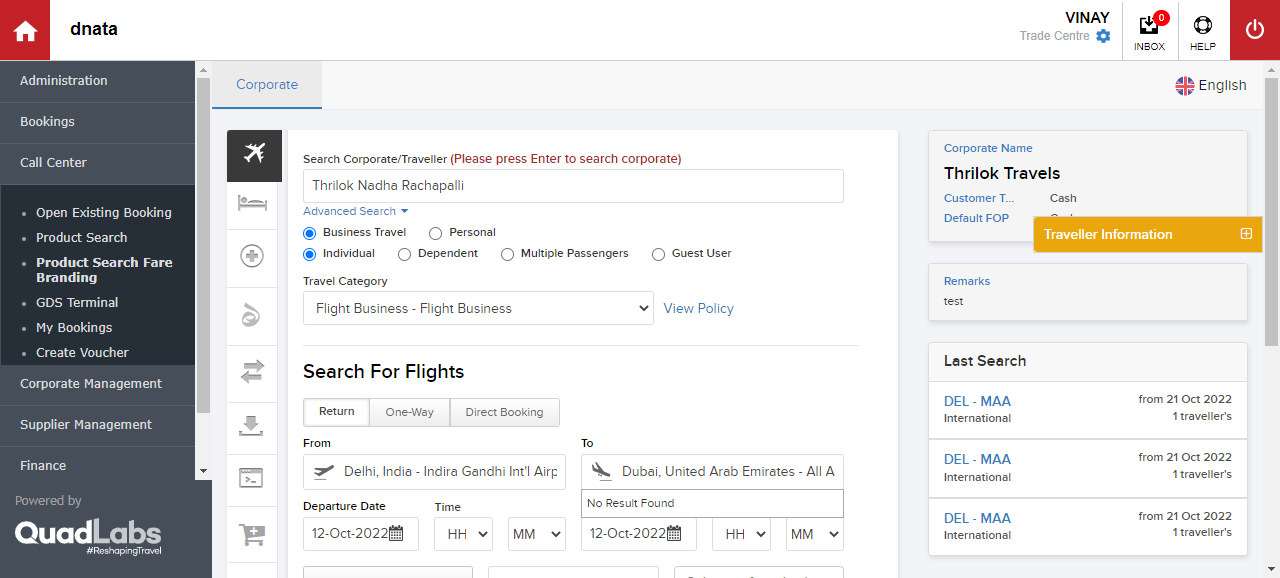 dnata
VINAY
Trade Centre
0
INBOX
HELP
Administration
Bookings
Call Center
Open Existing Booking
Product Search
Product Search Fare
Branding
GDS Terminal
My Bookings
Create Voucher
Corporate Management
Supplier Management
Finance
Powered by
QuadLabs
#ReshapingTravel
Corporate
English
Search Corporate/Traveller (Please press Enter to search corporate)
Thrilok Nadha Rachapalli
Advanced Search
Business Travel Personal
Individual Dependent Multiple Passengers Guest User
Travel Category
Flight Business - Flight Business View Policy
Search For Flights
Return One-Way Direct Booking
From To
Delhi, India - Indira Gandhi Int'l Airp Dubai, United Arab Emirates - All A
No Result Found
Departure Date Time
12-Oct-2022 HH MM 12-Oct-2022 HH MM
Corporate Name
Thrilok Travels
Customer T... Cash
Default FOP
Traveller Information
Remarks
test
Last Search
DEL - MAA from 21 Oct 2022
International 1 traveller's
DEL - MAA from 21 Oct 2022
International 1 traveller's
DEL - MAA from 21 Oct 2022
International 1 traveller's